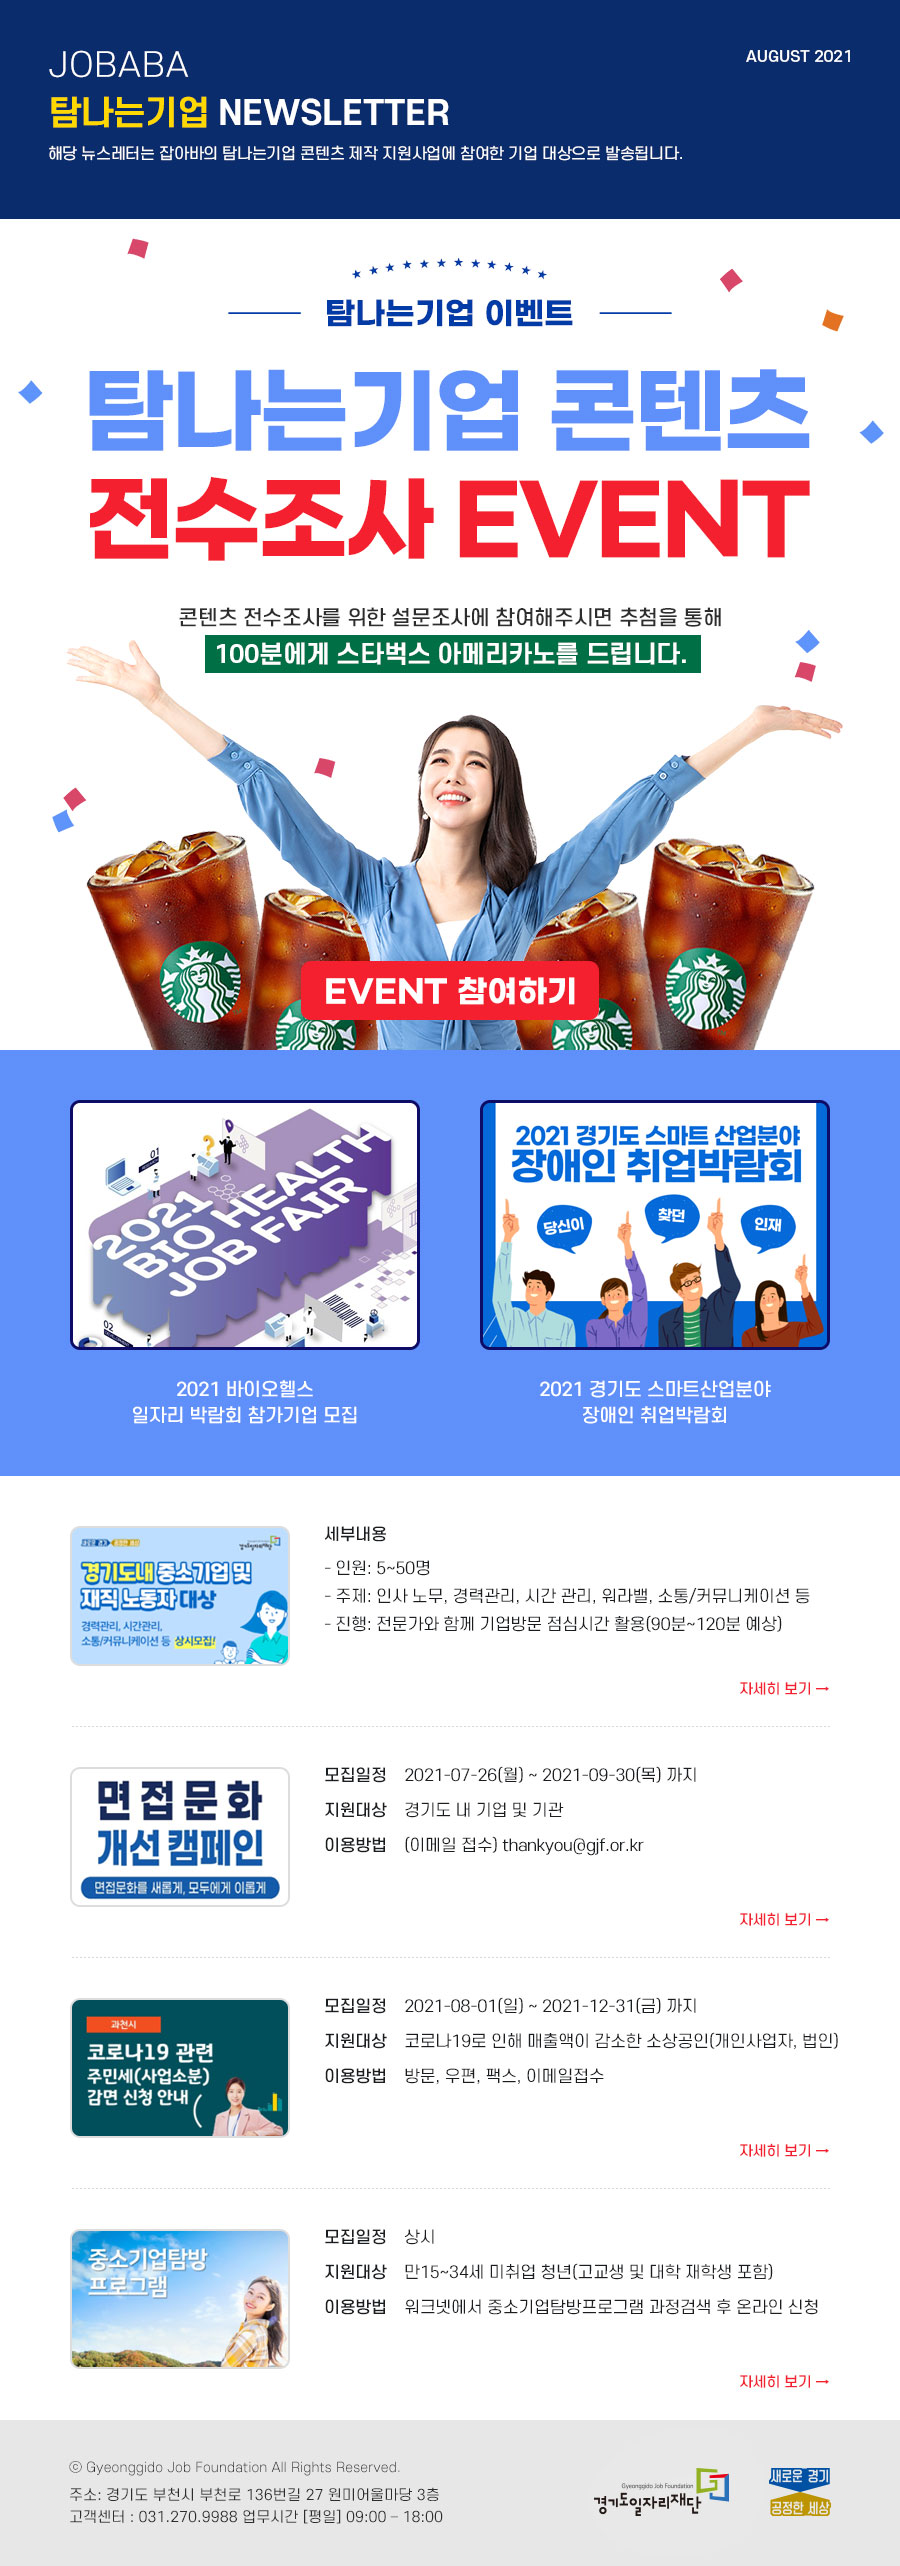 JOBABA
AUGUST 2021
탐나는기업 NEWSLETTER
해당 뉴스레터는 잡아바의 탐나는기업 콘텐츠 제작 지원사업에 참여한 기업 대상으로 발송됩니다.
탐나는기업 이벤트
탐나는기업 콘텐츠
전수조사 EVENT
콘텐츠 전수조사를 위한 설문조사에 참여해주시면 추첨을 통해
100분에게 스타벅스 아메리카노를 드립니다.
EVENT 참여하기
01
2021
BIO HEALTH
JOB FAIR
02
2021 경기도 스마트 산업분야
장애인 취업박람회
당신이
찾던
인재
2021 바이오헬스
일자리 박람회 참가기업 모집
2021 경기도 스마트산업분야
장애인 취업박람회
경기도일자리재단
경기도내 중소기업 및
재직 노동자 대상
경력관리, 시간관리,
소통/커뮤니케이션 등 상시모집!
세부내용
- 인원: 5~50명
- 주제: 인사 노무, 경력관리, 시간 관리, 워라밸, 소통/커뮤니케이션 등
- 진행: 전문가와 함께 기업방문 점심시간 활용(90분~120분 예상)
자세히 보기 →
면접문화
개선 캠페인
면접문화를 새롭게, 모두에게 이롭게
모집일정 2021-07-26(월) ~ 2021-09-30(목) 까지
지원대상 경기도 내 기업 및 기관
이용방법 (이메일 접수) thankyou@gjf.or.kr
자세히 보기 →
과천시
코로나19 관련
주민세(사업소분)
감면 신청 안내
모집일정 2021-08-01(일) ~ 2021-12-31(금) 까지
지원대상 코로나19로 인해 매출액이 감소한 소상공인(개인사업자, 법인)
이용방법 방문, 우편, 팩스, 이메일접수
자세히 보기 →
중소기업탐방
프로그램
모집일정 상시
지원대상 만15~34세 미취업 청년(고교생 및 대학 재학생 포함)
이용방법 워크넷에서 중소기업탐방프로그램 과정검색 후 온라인 신청
자세히 보기 →
ⓒ Gyeonggido Job Foundation All Rights Reserved.
주소: 경기도 부천시 부천로 136번길 27 원미어울마당 3층
고객센터 : 031.270.9988 업무시간 [평일] 09:00 – 18:00
Gyeonggido Job Foundation
경기도일자리재단
새로운 경기
공정한 세상